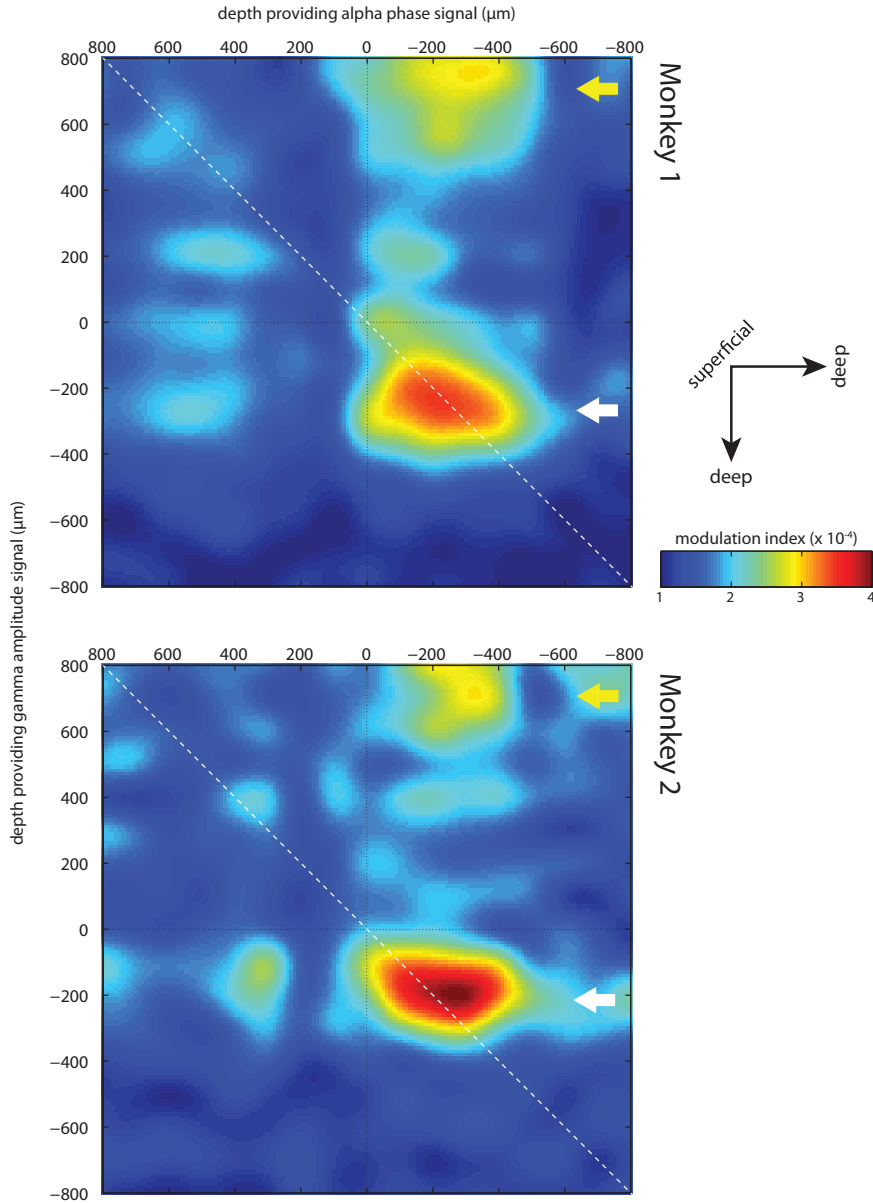 depth providing alpha phase signal (µm)
800 600 400 200 0 −200 −400 −600 −800
800
600
400
200
0
−200
−400
−600
−800
Monkey 1
superficial
deep
deep
modulation index (x 10-4)
1 2 3 4
depth providing gamma amplitude signal (µm)
800 600 400 200 0 −200 −400 −600 −800
800
600
400
200
0
−200
−400
−600
−800
Monkey 2